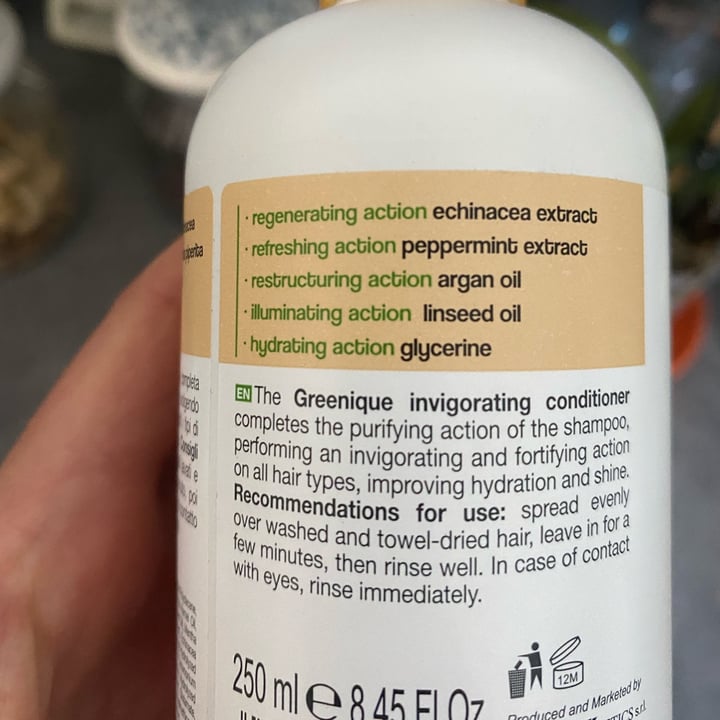 · regenerating action echinacea extract
· refreshing action peppermint extract
· restructuring action argan oil
· illuminating action linseed oil
· hydrating action glycerine
EN The Greenique invigorating conditioner
completes the purifying action of the shampoo,
performing an invigorating and fortifying action
on all hair types, improving hydration and shine.
Recommendations for use: spread evenly
over washed and towel-dried hair, leave in for a
few minutes, then rinse well. In case of contact
with eyes, rinse immediately.
250 ml e 8.45 Fl Oz
12M
Produced and Marketed by
s.r.l.